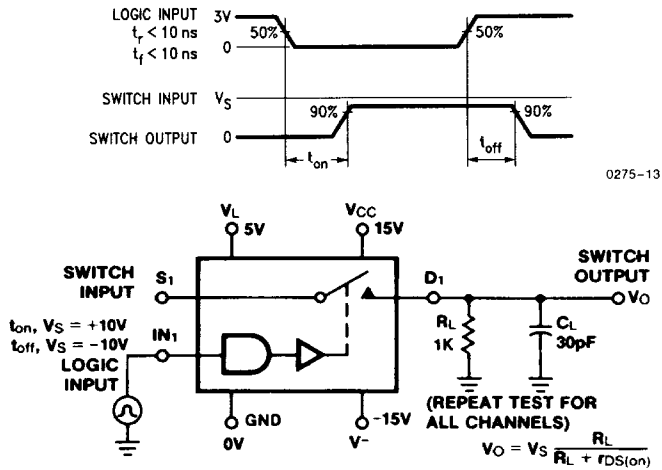 LOGIC INPUT 3V
tr < 10 ns 50% 50%
tf < 10 ns 0
SWITCH INPUT VS
90% 90%
SWITCH OUTPUT 0
ton toff
0275-13
VL 5V VCC 15V
SWITCH INPUT S1 D1 SWITCH OUTPUT VO
ton, VS = +10V IN1
toff, VS = -10V
LOGIC INPUT
RL 1K CL 30pF
GND 0V V- -15V
(REPEAT TEST FOR
ALL CHANNELS)
VO = VS RL / RL + rDS(on)